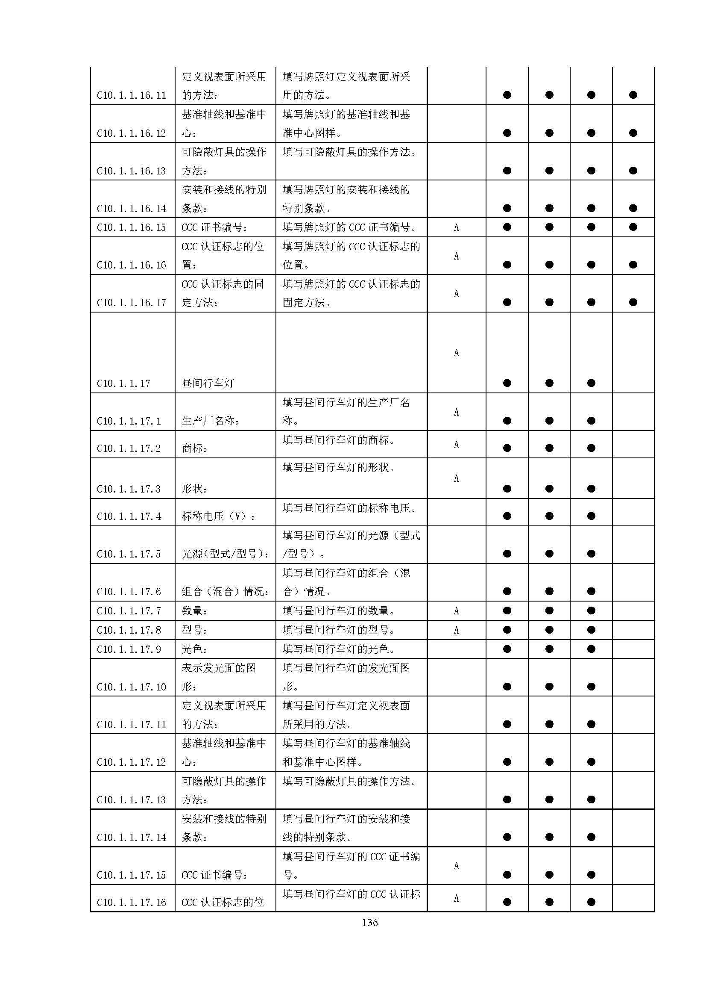 定义视表面所采用 填写牌照灯定义视表面所采
C10.1.1.16.11 的方法： 用的方法。 ● ● ● ●
基准轴线和基准中 填写牌照灯的基准轴线和基
C10.1.1.16.12 心： 准中心图样。 ● ● ● ●
可隐蔽灯具的操作 填写可隐蔽灯具的操作方法。
C10.1.1.16.13 方法： ● ● ● ●
安装和接线的特别 填写牌照灯的安装和接线的
C10.1.1.16.14 条款： 特别条款。 ● ● ● ●
C10.1.1.16.15 CCC 证书编号： 填写牌照灯的 CCC 证书编号。 A ● ● ● ●
CCC 认证标志的位 填写牌照灯的 CCC 认证标志的 A
C10.1.1.16.16 置： 位置。 ● ● ● ●
CCC 认证标志的固 填写牌照灯的 CCC 认证标志的 A
C10.1.1.16.17 定方法： 固定方法。 ● ● ● ●
A
C10.1.1.17 昼间行车灯 ● ● ●
填写昼间行车灯的生产厂名 A
C10.1.1.17.1 生产厂名称： 称。 ● ● ●
填写昼间行车灯的商标。 A
C10.1.1.17.2 商标： ● ● ●
填写昼间行车灯的形状。 A
C10.1.1.17.3 形状： ● ● ●
填写昼间行车灯的标称电压。
C10.1.1.17.4 标称电压（V）： ● ● ●
填写昼间行车灯的光源（型式
C10.1.1.17.5 光源(型式/型号)： /型号）。 ● ● ●
填写昼间行车灯的组合（混
C10.1.1.17.6 组合（混合）情况： 合）情况。 ● ● ●
C10.1.1.17.7 数量： 填写昼间行车灯的数量。 A ● ● ●
C10.1.1.17.8 型号： 填写昼间行车灯的型号。 A ● ● ●
C10.1.1.17.9 光色： 填写昼间行车灯的光色。 ● ● ●
表示发光面的图 填写昼间行车灯的发光面图
C10.1.1.17.10 形： 形。 ● ● ●
定义视表面所采用 填写昼间行车灯定义视表面
C10.1.1.17.11 的方法： 所采用的方法。 ● ● ●
基准轴线和基准中 填写昼间行车灯的基准轴线
C10.1.1.17.12 心： 和基准中心图样。 ● ● ●
可隐蔽灯具的操作 填写可隐蔽灯具的操作方法。
C10.1.1.17.13 方法： ● ● ●
安装和接线的特别 填写昼间行车灯的安装和接
C10.1.1.17.14 条款： 线的特别条款。 ● ● ●
填写昼间行车灯的 CCC 证书编 A
C10.1.1.17.15 CCC 证书编号： 号。 ● ● ●
填写昼间行车灯的 CCC 认证标 A
C10.1.1.17.16 CCC 认证标志的位 ● ● ●
136